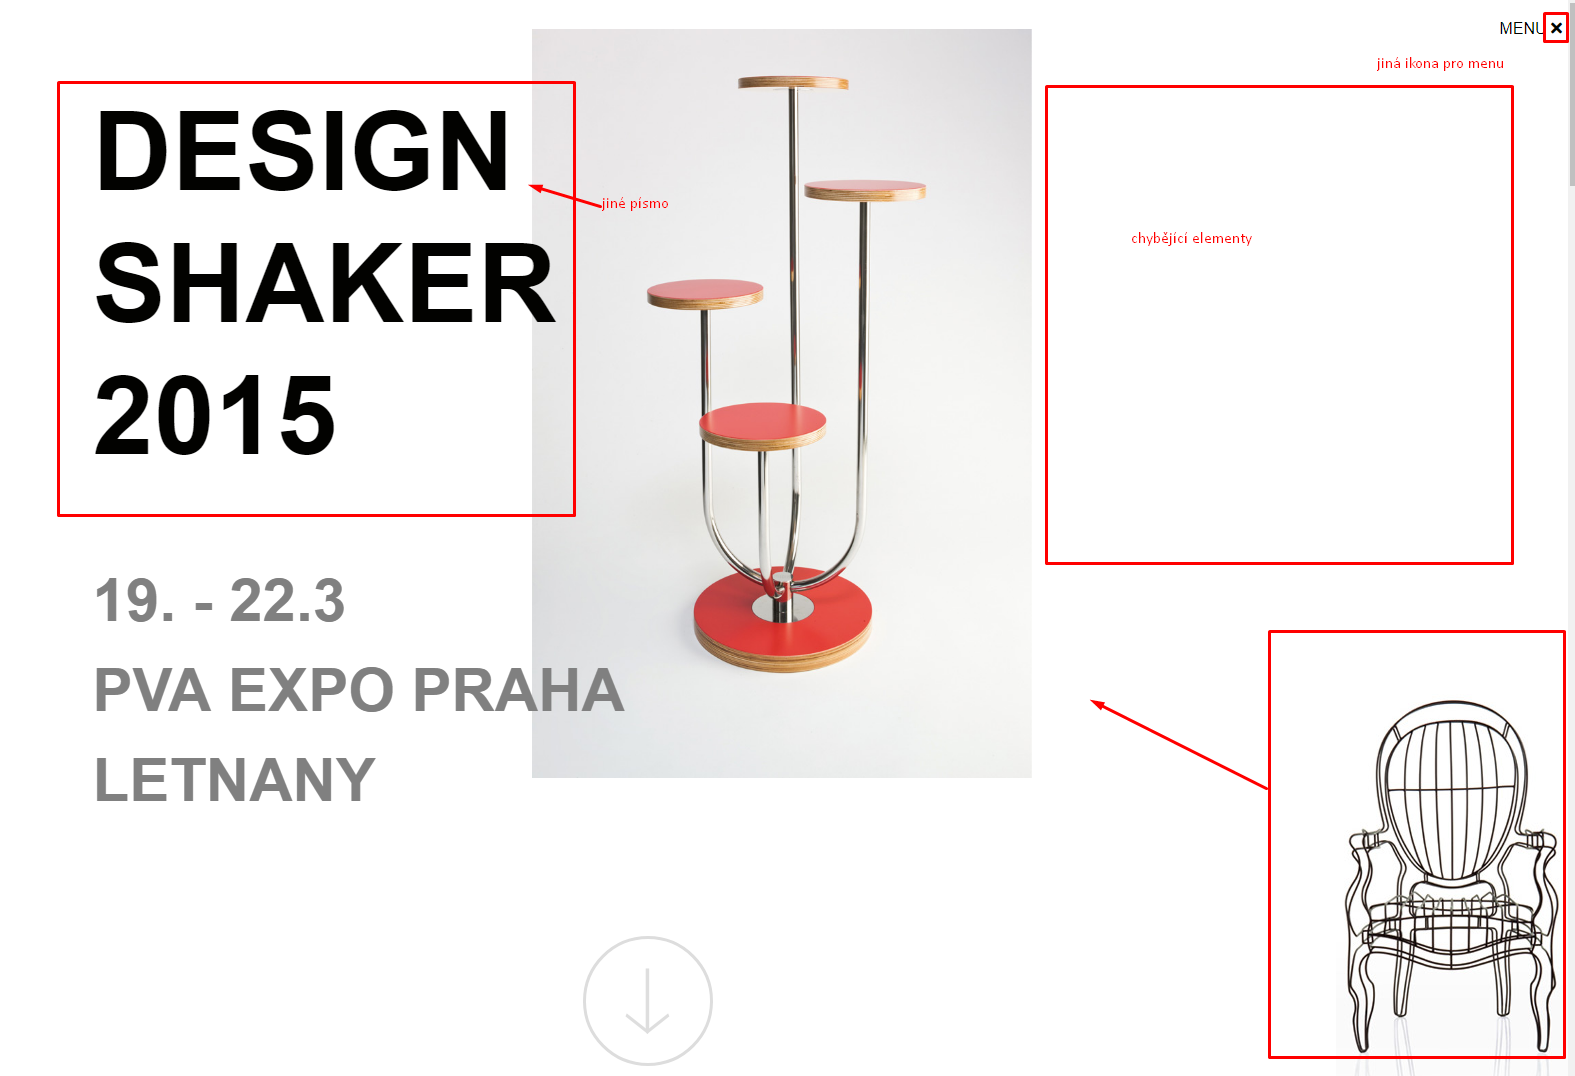 MENU
jiná ikona pro menu
DESIGN
SHAKER
2015
jiné písmo
chybějící elementy
19. - 22.3
PVA EXPO PRAHA
LETNANY